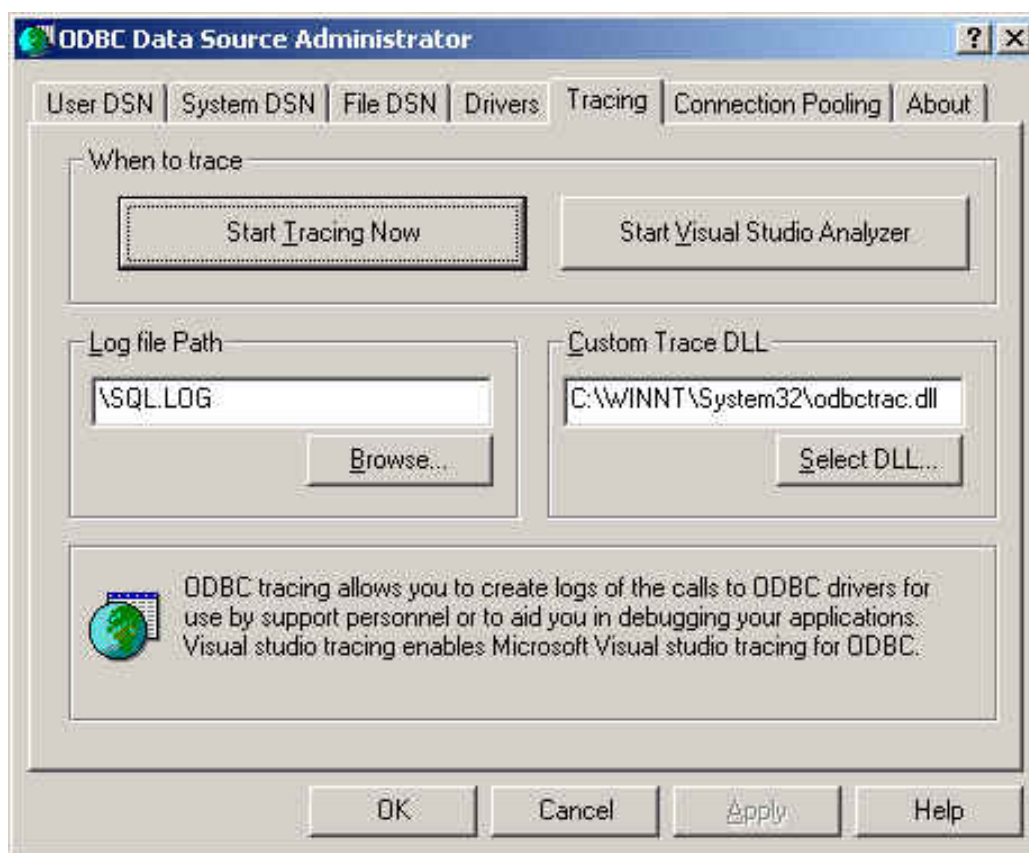 ODBC Data Source Administrator
User DSN System DSN File DSN Drivers Tracing Connection Pooling About
When to trace
Start Tracing Now Start Visual Studio Analyzer
Log file Path Custom Trace DLL
\SQL.LOG C:\WINNT\System32\odbctrac.dll
Browse... Select DLL...
ODBC tracing allows you to create logs of the calls to ODBC drivers for
use by support personnel or to aid you in debugging your applications.
Visual studio tracing enables Microsoft Visual studio tracing for ODBC.
OK Cancel Apply Help